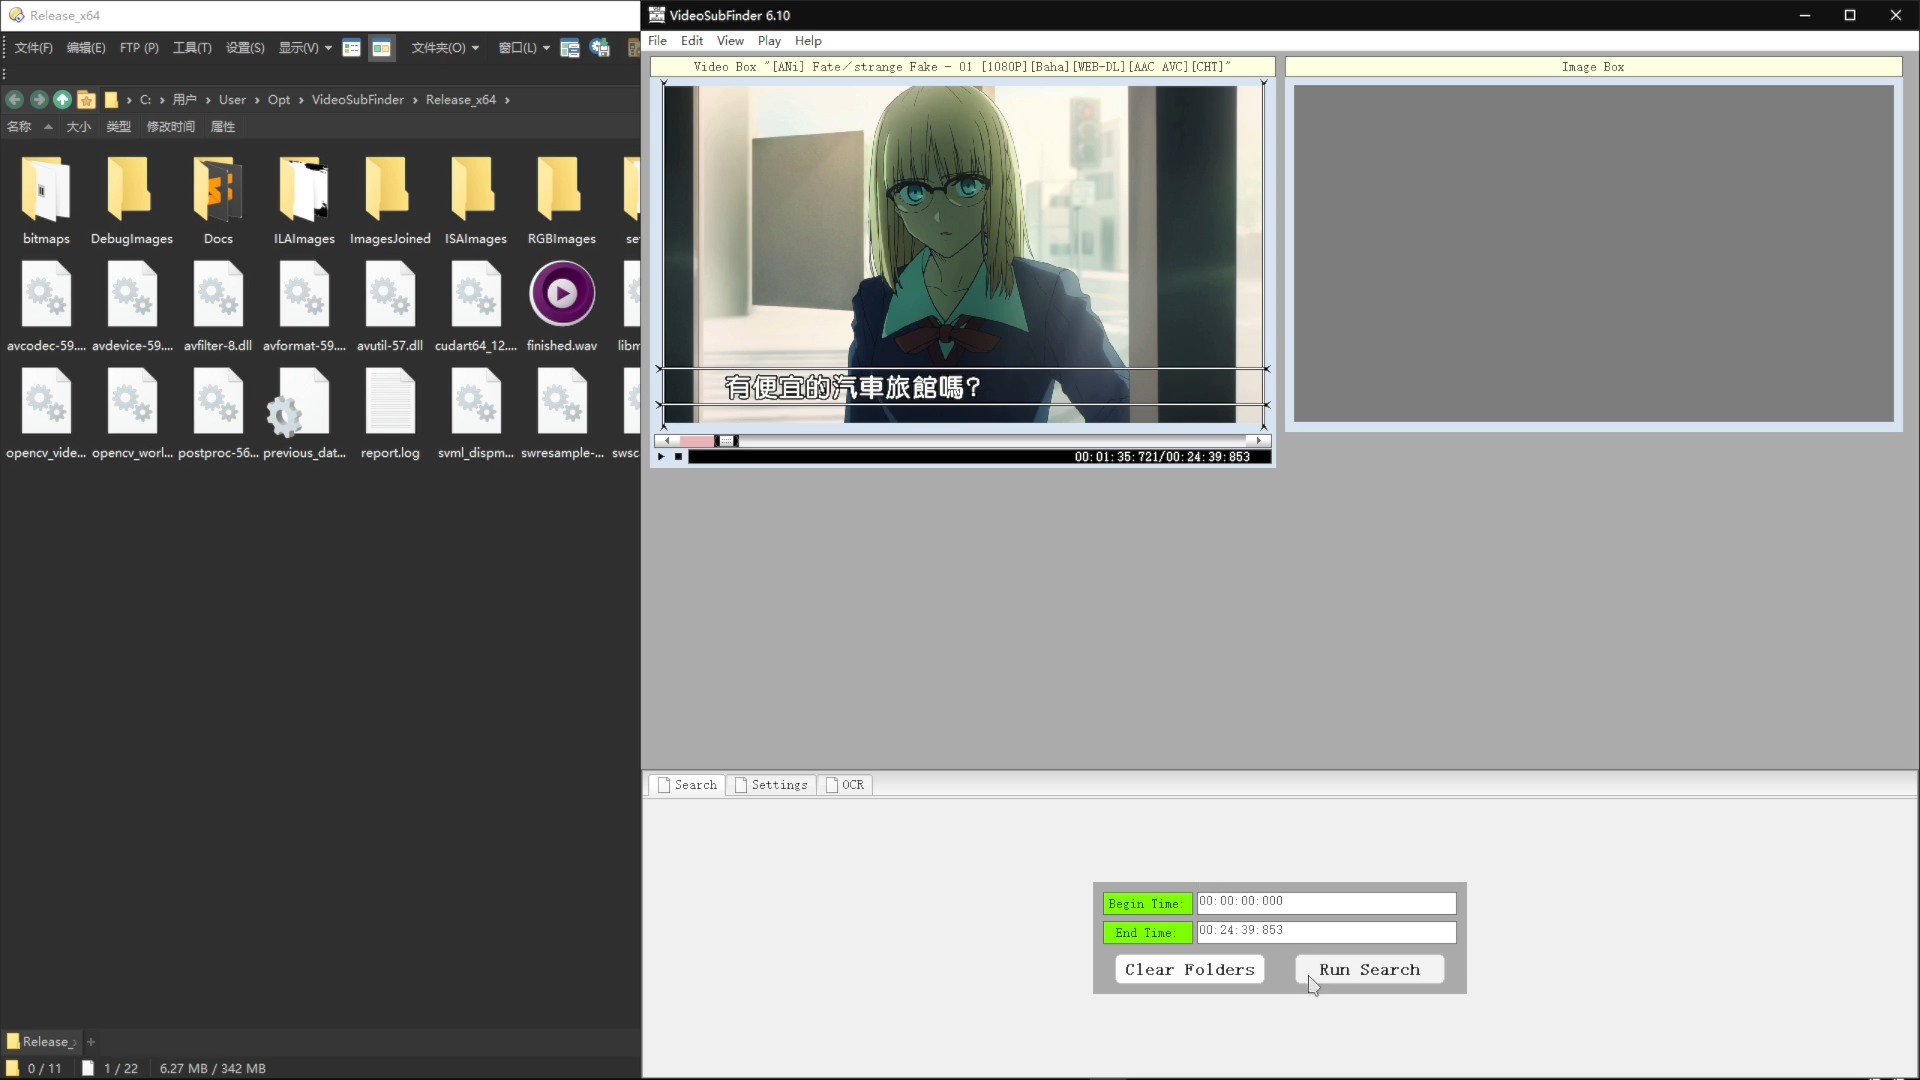 Release_x64
文件(F) 编辑(E) FTP (P) 工具(T) 设置(S) 显示(V) 文件夹(O) 窗口(L)
C: 用户 User Opt VideoSubFinder Release_x64
名称 大小 类型 修改时间 属性
bitmaps DebugImages Docs ILAImages ImagesJoined ISAImages RGBImages se
avcodec-59.... avdevice-59.... avfilter-8.dll avformat-59.... avutil-57.dll cudart64_12.... finished.wav libm
opencv_vide... opencv_worl... postproc-56... previous_dat... report.log svml_dispm... swresample-... swsc
Release_x
0 / 11 1 / 22 6.27 MB / 342 MB
VideoSubFinder 6.10
File Edit View Play Help
Video Box "[ANi] Fate／strange Fake - 01 [1080P][Baha][WEB-DL][AAC AVC][CHT]"
有便宜的汽車旅館嗎?
00:01:35:721/00:24:39:853
Image Box
Search Settings OCR
Begin Time: 00:00:00:000
End Time: 00:24:39:853
Clear Folders Run Search